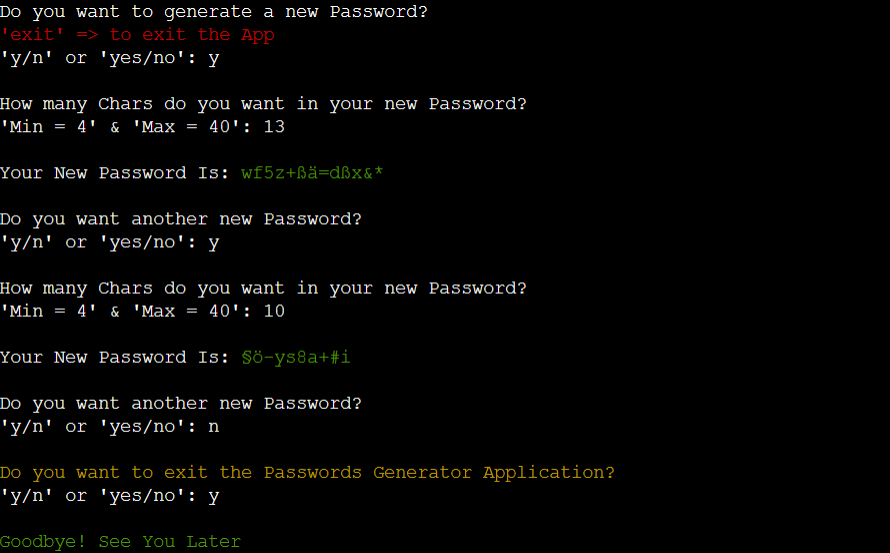 Do you want to generate a new Password?
'exit' => to exit the App
'y/n' or 'yes/no': y
How many Chars do you want in your new Password?
'Min = 4' & 'Max = 40': 13
Your New Password Is: wf5z+ßä=dßx&*
Do you want another new Password?
'y/n' or 'yes/no': y
How many Chars do you want in your new Password?
'Min = 4' & 'Max = 40': 10
Your New Password Is: §ö-ys8a+#i
Do you want another new Password?
'y/n' or 'yes/no': n
Do you want to exit the Passwords Generator Application?
'y/n' or 'yes/no': y
Goodbye! See You Later